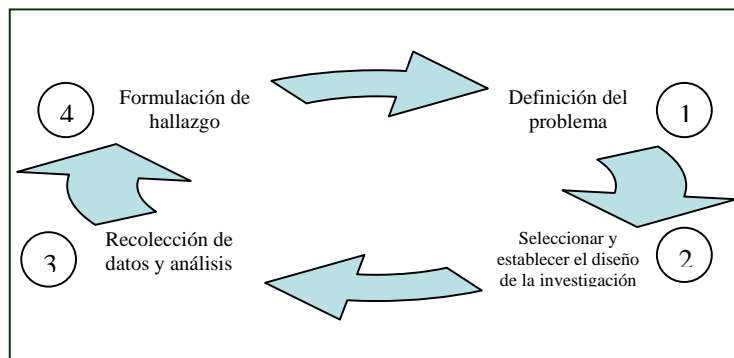 1
Definición del
problema
2
Seleccionar y
establecer el diseño
de la investigación
3
Recolección de
datos y análisis
4
Formulación de
hallazgo